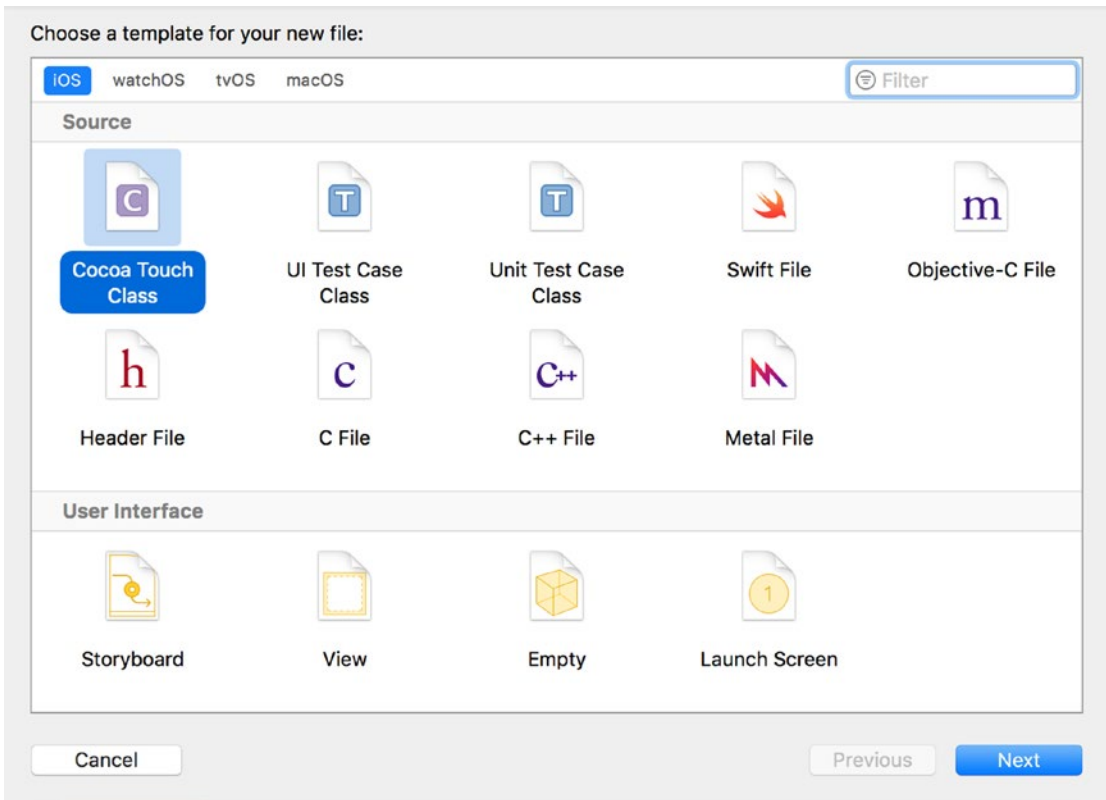 Choose a template for your new file:
iOS watchOS tvOS macOS Filter
Source
C T T m
Cocoa Touch UI Test Case Unit Test Case Swift File Objective-C File
Class Class Class
h c C++
Header File C File C++ File Metal File
User Interface
1
Storyboard View Empty Launch Screen
Cancel Previous Next